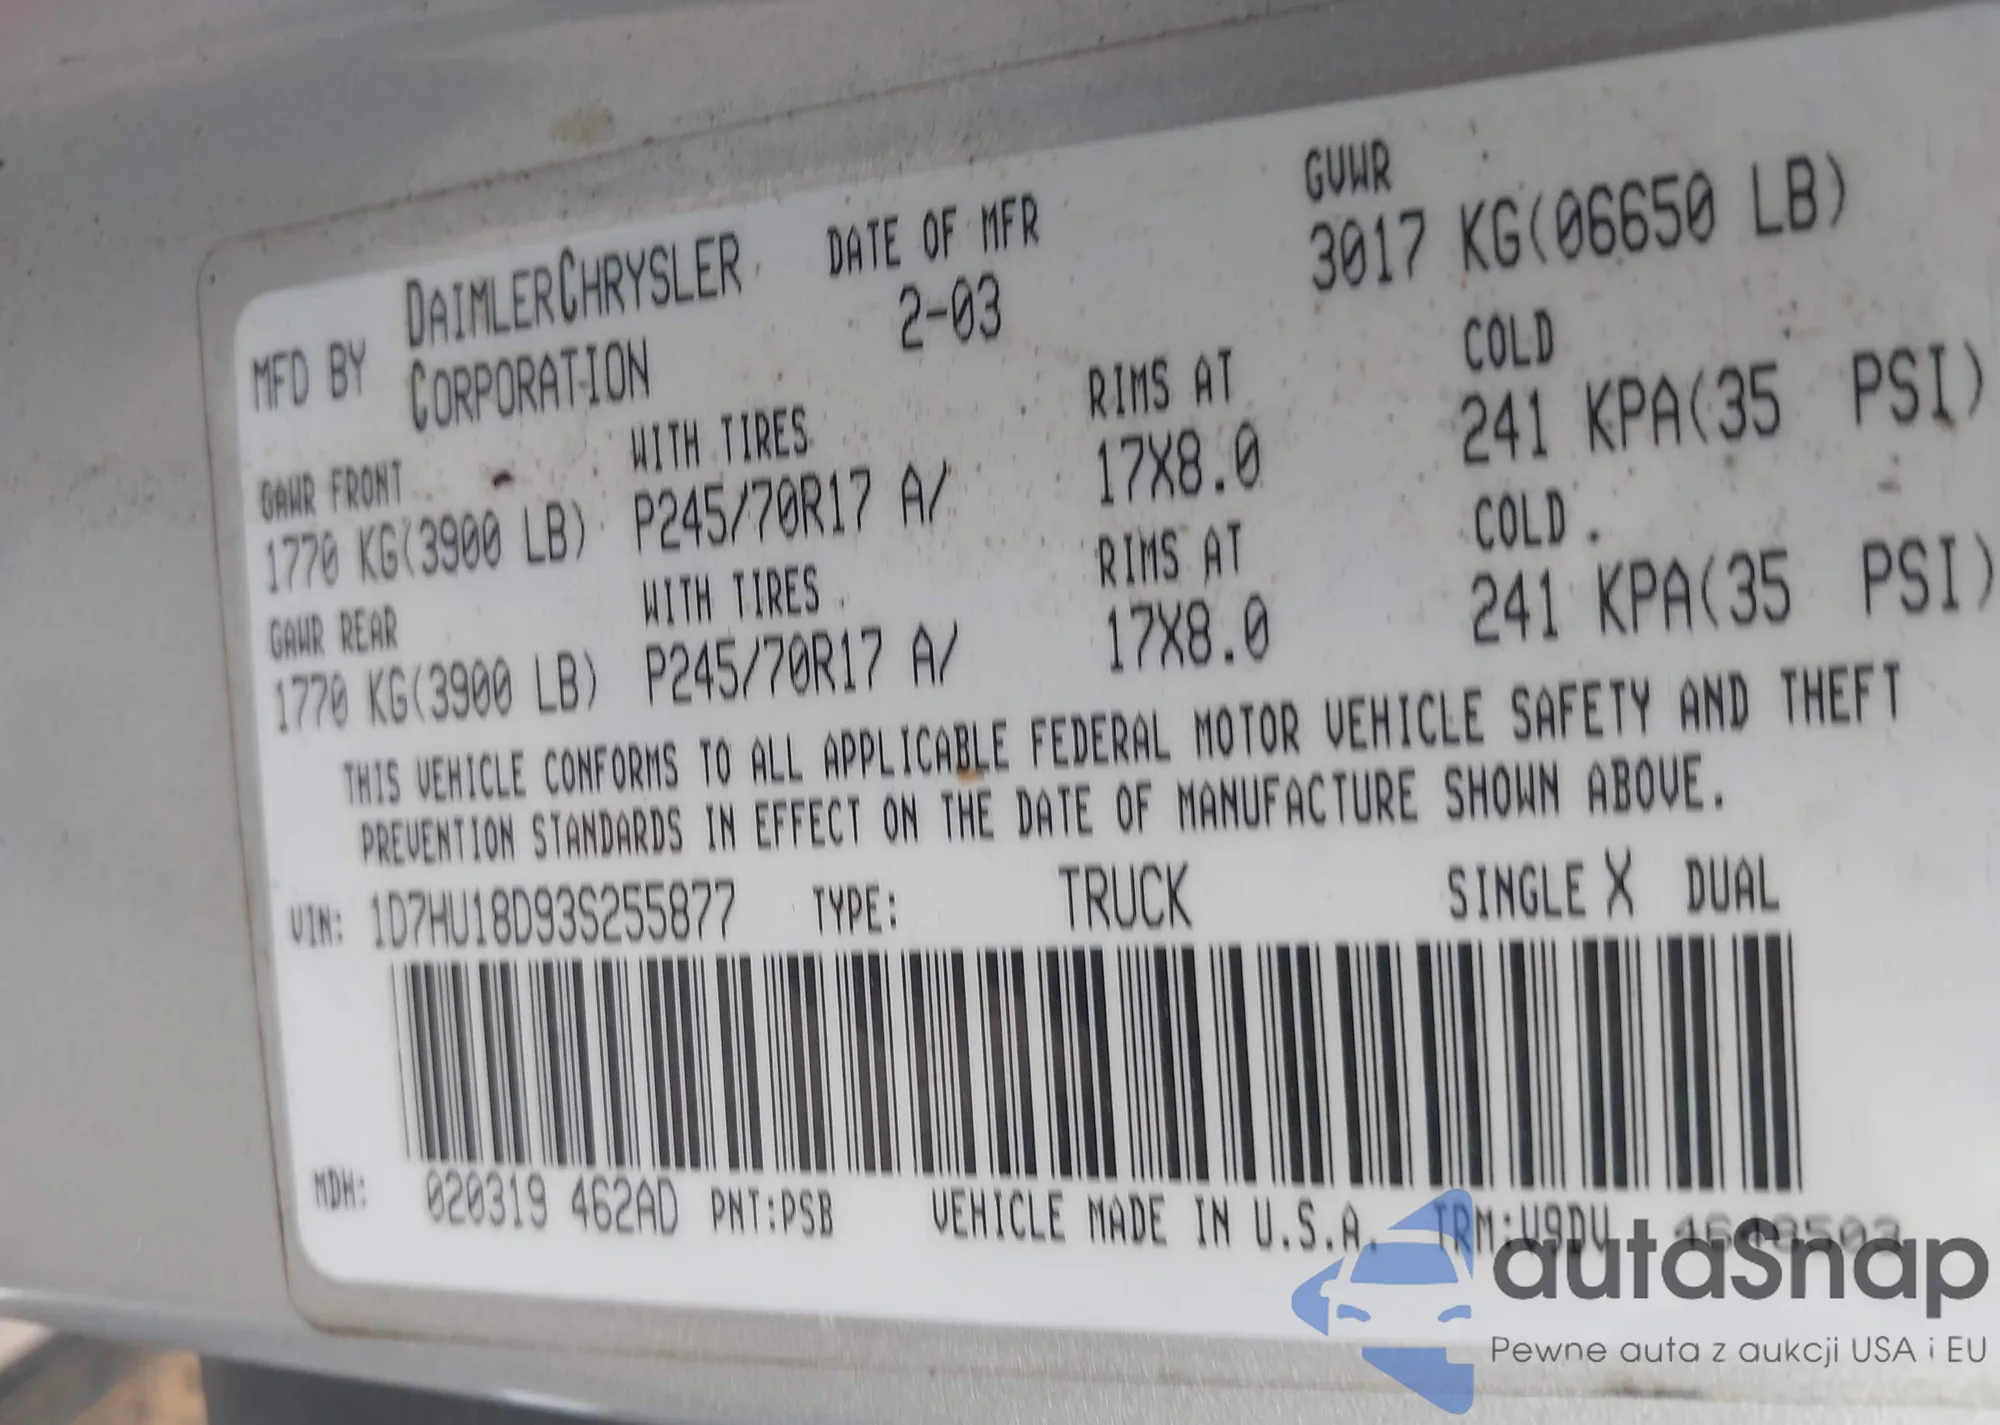 MFD BY DAIMLERCHRYSLER CORPORATION
DATE OF MFR
2-03
GVWR
3017 KG(06650 LB)
GAWR FRONT WITH TIRES RIMS AT COLD
1770 KG(3900 LB) P245/70R17 A/ 17X8.0 241 KPA(35 PSI)
GAWR REAR WITH TIRES RIMS AT COLD
1770 KG(3900 LB) P245/70R17 A/ 17X8.0 241 KPA(35 PSI)
THIS VEHICLE CONFORMS TO ALL APPLICABLE FEDERAL MOTOR VEHICLE SAFETY AND THEFT
PREVENTION STANDARDS IN EFFECT ON THE DATE OF MANUFACTURE SHOWN ABOVE.
VIN: 1D7HU18D93S255877 TYPE: TRUCK SINGLE X DUAL
MDH: 020319 462AD PNT:PSB VEHICLE MADE IN U.S.A. TRM:V9DV
autaSnap
Pewne auta z aukcji USA i EU